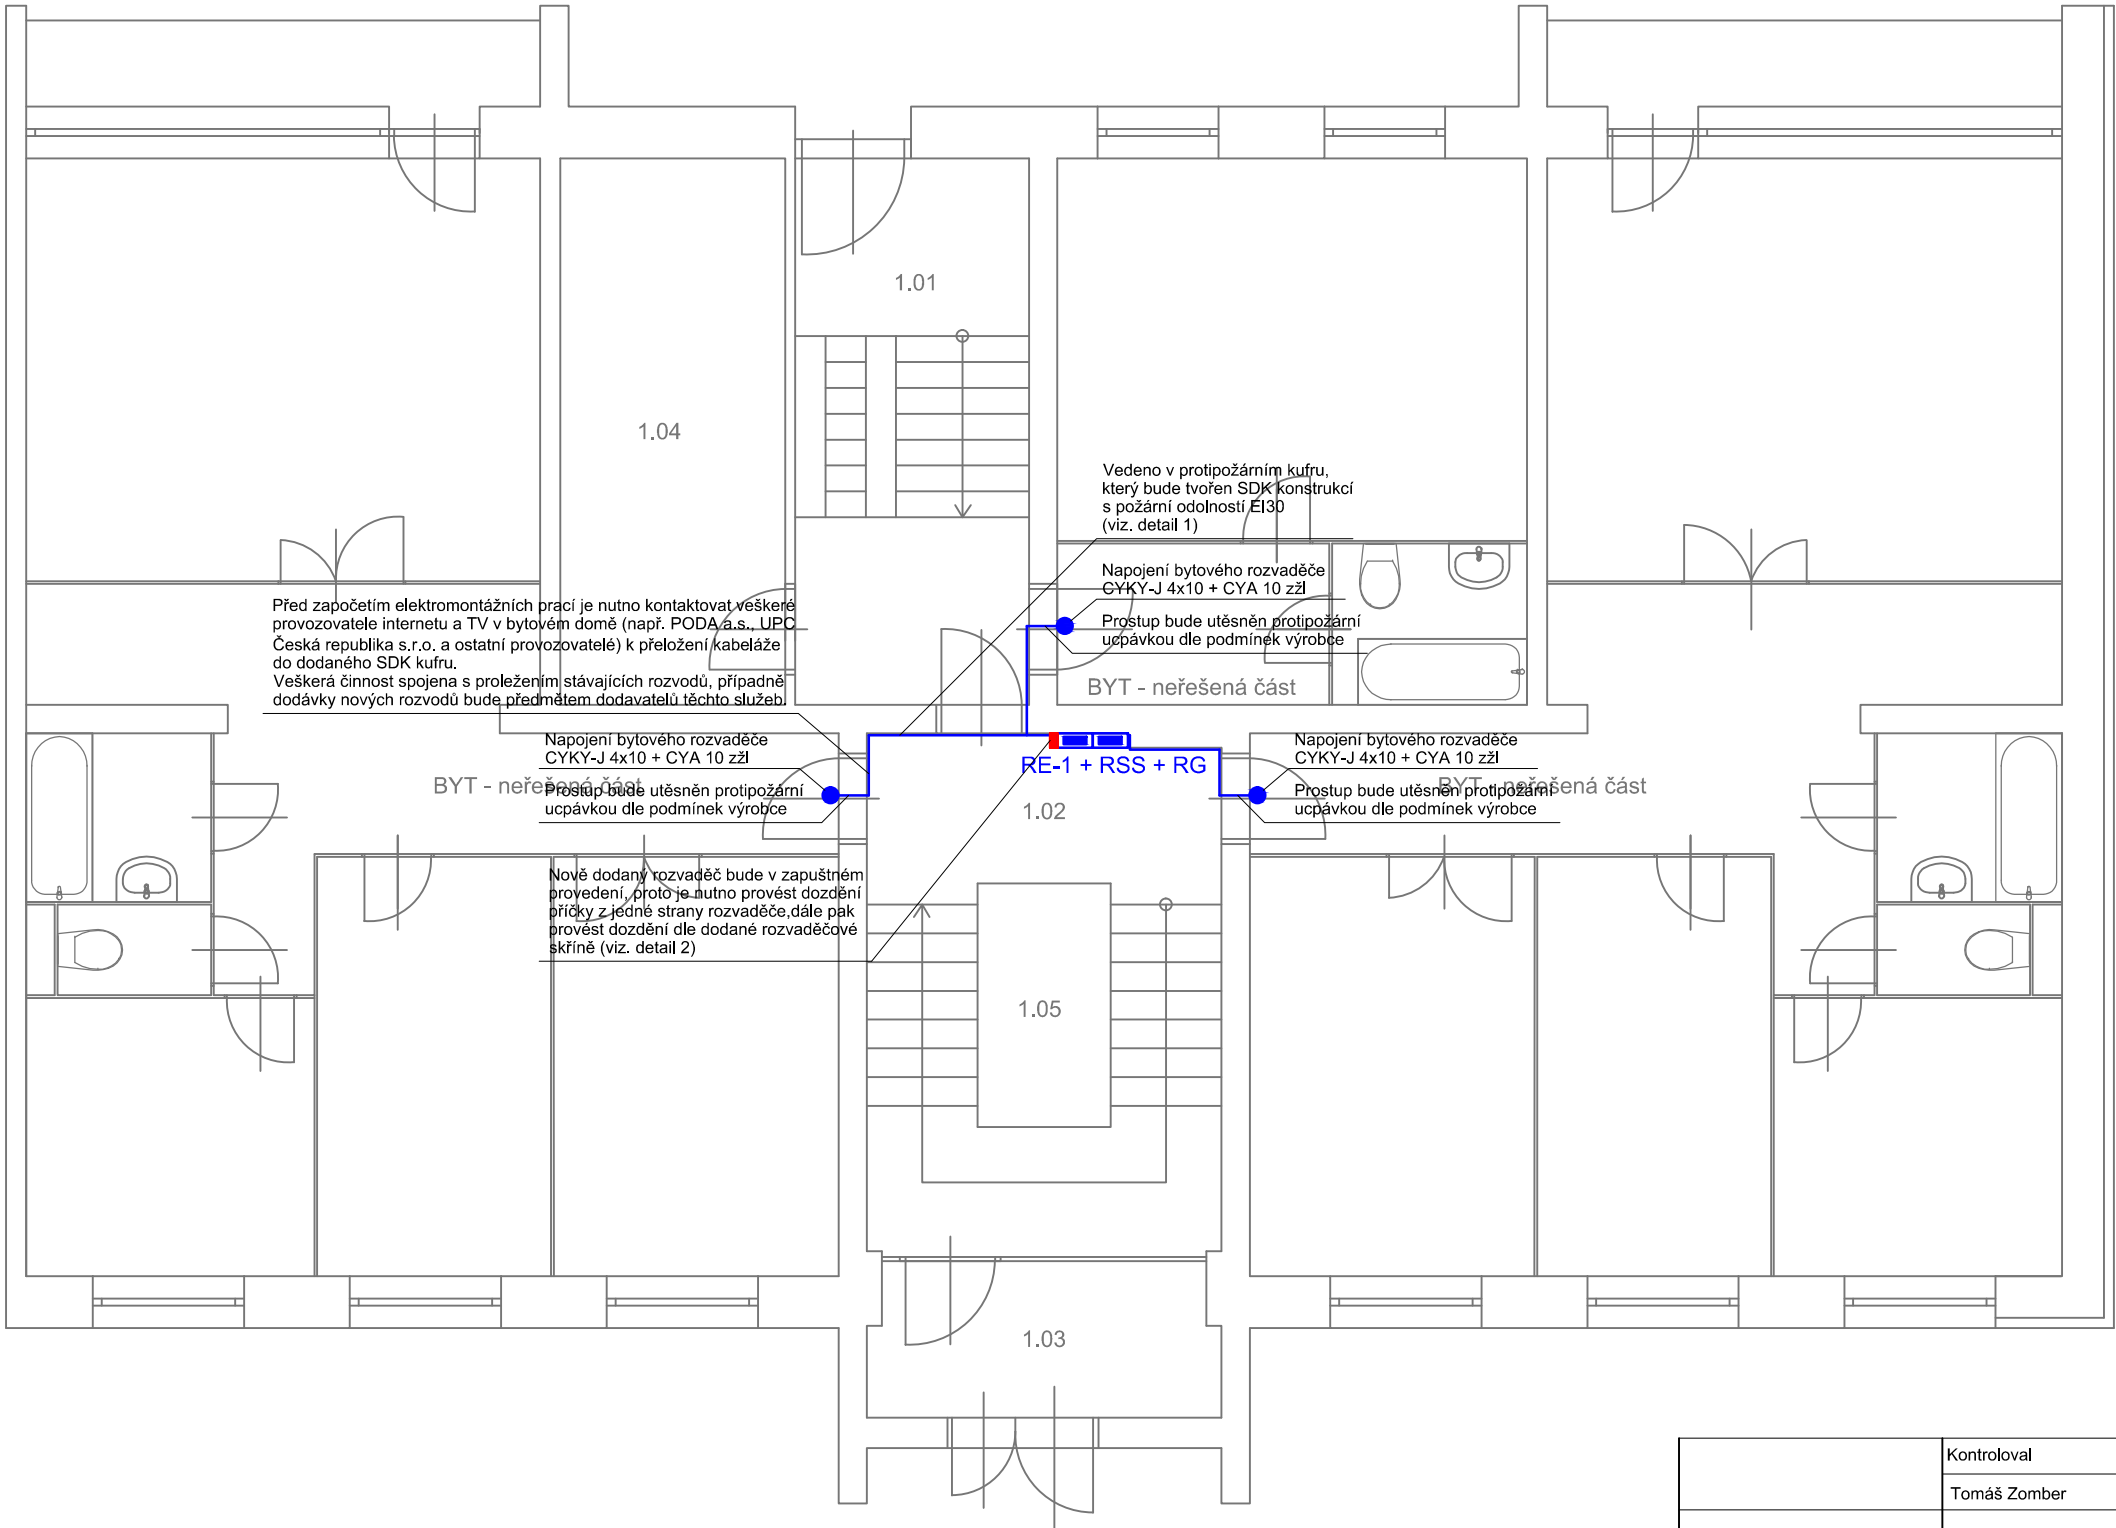 1.01
1.04
Vedeno v protipožárním kufru,
který bude tvořen SDK konstrukcí
s požární odolností EI30
(viz. detail 1)
Napojení bytového rozvaděče
CYKY-J 4x10 + CYA 10 zžl
Prostup bude utěsněn protipožární
ucpávkou dle podmínek výrobce
BYT - neřešená část
Před započetím elektromontážních prací je nutno kontaktovat veškeré
provozovatele internetu a TV v bytovém domě (např. PODA a.s., UPC
Česká republika s.r.o. a ostatní provozovatelé) k přeložení kabeláže
do dodaného SDK kufru.
Veškerá činnost spojena s proležením stávajících rozvodů, případně
dodávky nových rozvodů bude předmětem dodavatelů těchto služeb.
Napojení bytového rozvaděče
CYKY-J 4x10 + CYA 10 zžl
BYT - neřešená část
Prostup bude utěsněn protipožární
ucpávkou dle podmínek výrobce
RE-1 + RSS + RG
1.02
Napojení bytového rozvaděče
CYKY-J 4x10 + CYA 10 zžl
BYT - neřešená část
Prostup bude utěsněn protipožární
ucpávkou dle podmínek výrobce
Nově dodaný rozvaděč bude v zapuštném
provedení, proto je nutno provést dozdění
příčky z jedné strany rozvaděče,dále pak
provést dozdění dle dodané rozvaděčové
skříně (viz. detail 2)
1.05
1.03
Kontroloval
Tomáš Zomber